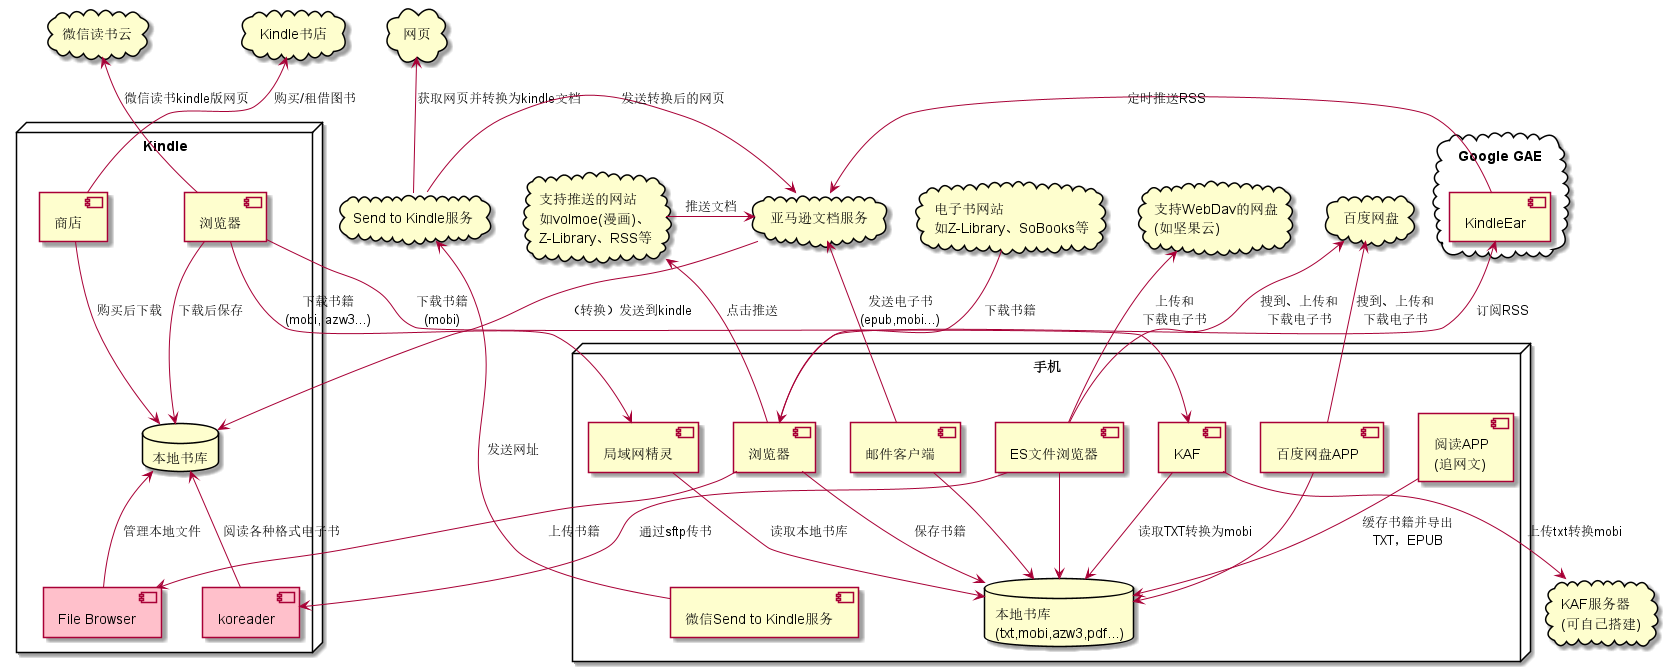 微信读书云
Kindle书店
网页
微信读书kindle版网页
购买/租借图书
获取网页并转换为kindle文档
发送转换后的网页
定时推送RSS
Kindle
Google GAE
商店
浏览器
Send to Kindle服务
支持推送的网站
如volmoe(漫画)、
Z-Library、RSS等
推送文档
亚马逊文档服务
电子书网站
如Z-Library、SoBooks等
支持WebDav的网盘
(如坚果云)
百度网盘
KindleEar
购买后下载
下载后保存
下载书籍
(mobi, azw3...)
下载书籍
(mobi)
（转换）发送到kindle
点击推送
发送电子书
(epub,mobi...)
下载书籍
上传和
下载电子书
搜到、上传和
下载电子书
搜到、上传和
下载电子书
订阅RSS
手机
本地书库
发送网址
局域网精灵
浏览器
邮件客户端
ES文件浏览器
KAF
百度网盘APP
阅读APP
(追网文)
管理本地文件
阅读各种格式电子书
上传书籍
通过sftp传书
读取本地书库
保存书籍
读取TXT转换为mobi
缓存书籍并导出
TXT，EPUB
上传txt转换mobi
File Browser
koreader
微信Send to Kindle服务
本地书库
(txt,mobi,azw3,pdf...)
KAF服务器
(可自己搭建)